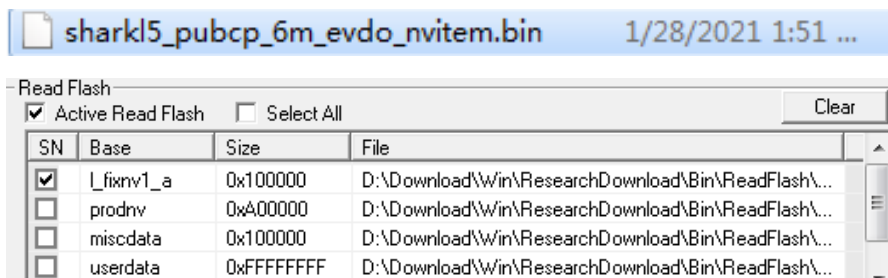 sharkl5_pubcp_6m_evdo_nvitem.bin 1/28/2021 1:51 ...
Read Flash
Active Read Flash Select All Clear
SN Base Size File
l_fixnv1_a 0x100000 D:\Download\Win\ResearchDownload\Bin\ReadFlash\...
prodnv 0xA00000 D:\Download\Win\ResearchDownload\Bin\ReadFlash\...
miscdata 0x100000 D:\Download\Win\ResearchDownload\Bin\ReadFlash\...
userdata 0xFFFFFFFF D:\Download\Win\ResearchDownload\Bin\ReadFlash\...